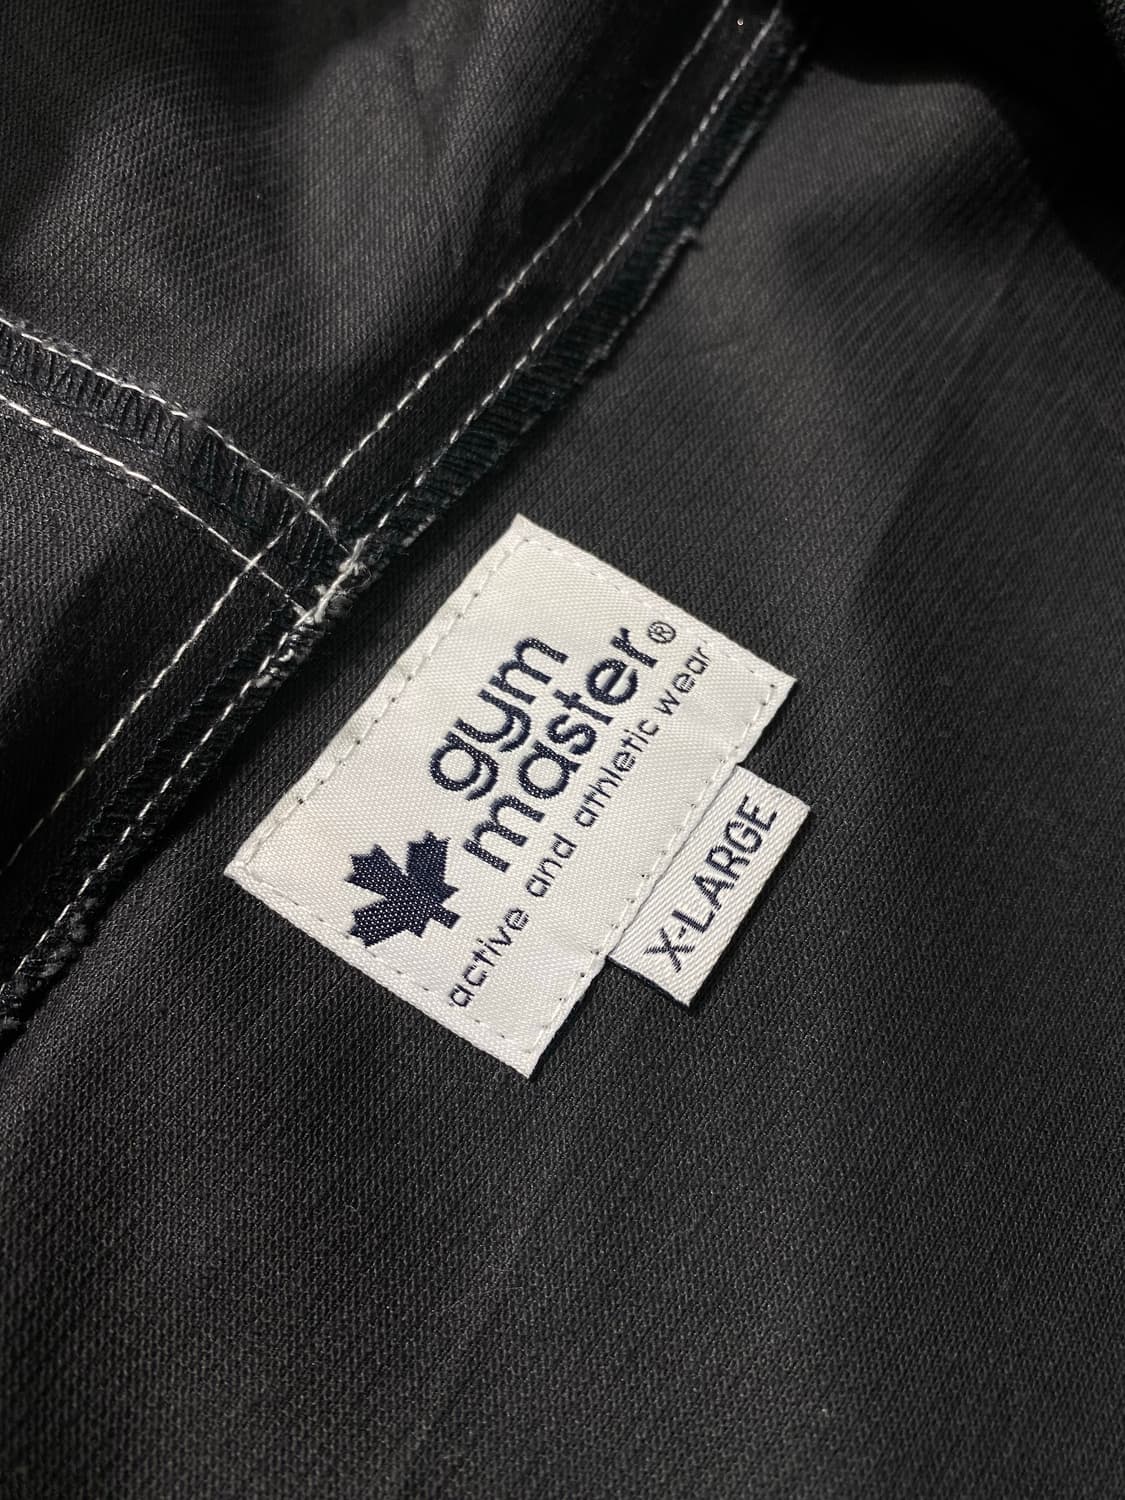 gym
master®
active and athletic wear
X-LARGE